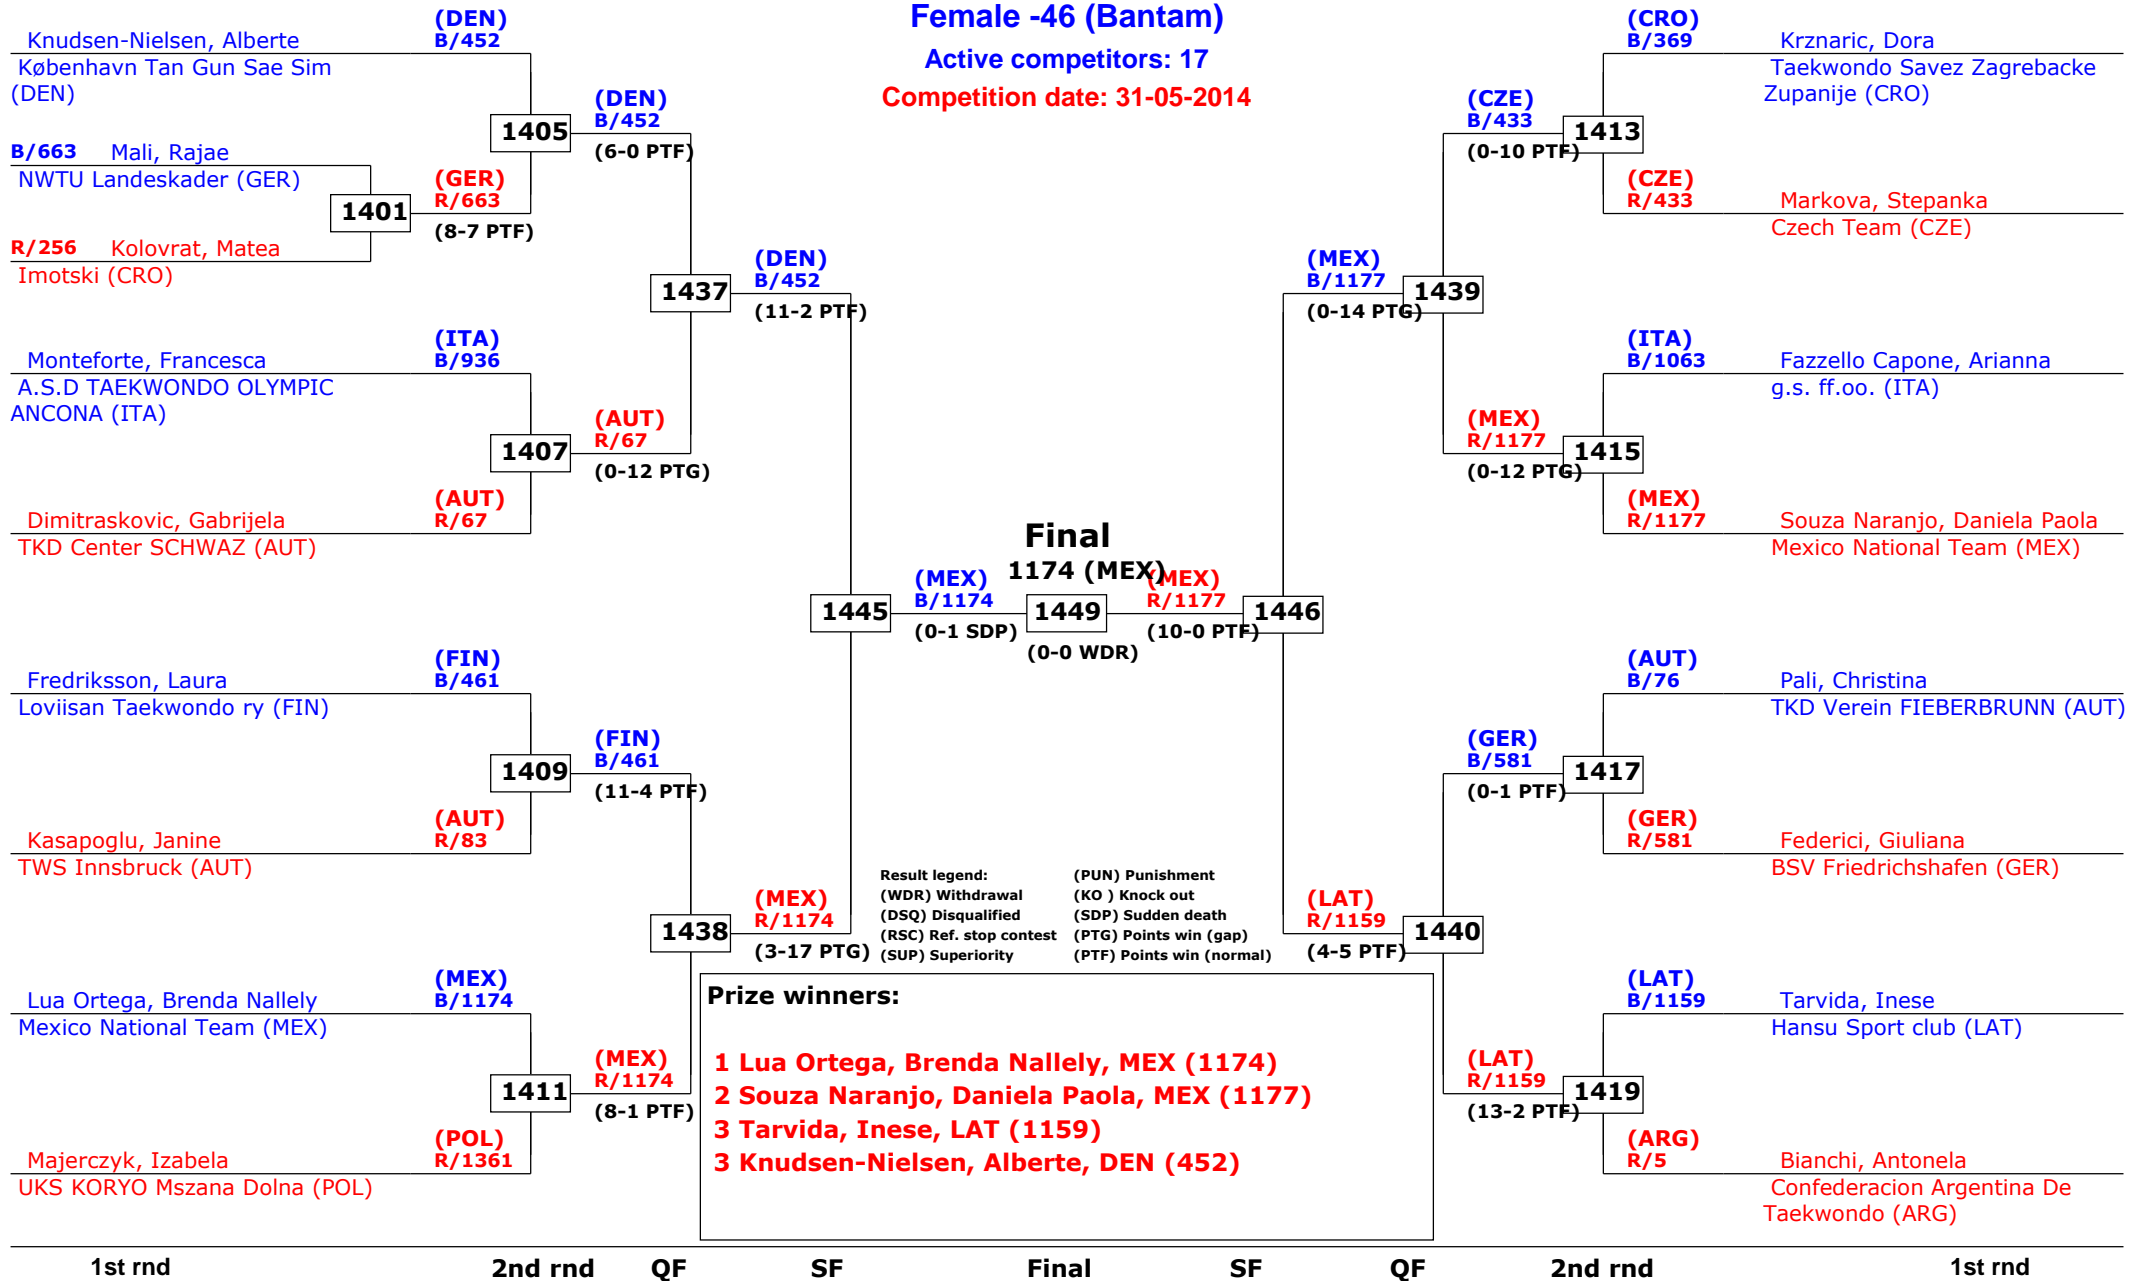 Female -46 (Bantam)
Active competitors: 17
Competition date: 31-05-2014
(DEN)
Knudsen-Nielsen, Alberte B/452
København Tan Gun Sae Sim
(DEN)
B/663 Mali, Rajae
NWTU Landeskader (GER)
1401
R/256 Kolovrat, Matea
Imotski (CRO)
(GER)
R/663
(8-7 PTF)
1405
(DEN)
B/452
(6-0 PTF)
(ITA)
Monteforte, Francesca B/936
A.S.D TAEKWONDO OLYMPIC
ANCONA (ITA)
1407
(AUT)
Dimitraskovic, Gabrijela R/67
TKD Center SCHWAZ (AUT)
(AUT)
R/67
(0-12 PTG)
1437
(DEN)
B/452
(11-2 PTF)
(FIN)
Fredriksson, Laura B/461
Loviisan Taekwondo ry (FIN)
1409
(AUT)
Kasapoglu, Janine R/83
TWS Innsbruck (AUT)
(FIN)
B/461
(11-4 PTF)
(MEX)
Lua Ortega, Brenda Nallely B/1174
Mexico National Team (MEX)
1411
(POL)
Majerczyk, Izabela R/1361
UKS KORYO Mszana Dolna (POL)
(MEX)
R/1174
(8-1 PTF)
1438
(MEX)
R/1174
(3-17 PTG)
1445
(MEX)
B/1174
(0-1 SDP)
Final
1174 (MEX)
1449
(0-0 WDR)
(MEX)
R/1177
(10-0 PTF)
1446
(MEX)
B/1177
(0-14 PTG)
1439
(CZE)
B/433
(0-10 PTF)
1413
(CRO)
B/369 Krznaric, Dora
Taekwondo Savez Zagrebacke
Zupanije (CRO)
(CZE)
R/433 Markova, Stepanka
Czech Team (CZE)
(MEX)
R/1177
(0-12 PTG)
1415
(ITA)
B/1063 Fazzello Capone, Arianna
g.s. ff.oo. (ITA)
(MEX)
R/1177 Souza Naranjo, Daniela Paola
Mexico National Team (MEX)
(LAT)
R/1159
(4-5 PTF)
1440
(GER)
B/581
(0-1 PTF)
1417
(AUT)
B/76 Pali, Christina
TKD Verein FIEBERBRUNN (AUT)
(GER)
R/581 Federici, Giuliana
BSV Friedrichshafen (GER)
(LAT)
R/1159
(13-2 PTF)
1419
(LAT)
B/1159 Tarvida, Inese
Hansu Sport club (LAT)
(ARG)
R/5 Bianchi, Antonela
Confederacion Argentina De
Taekwondo (ARG)
Result legend: (PUN) Punishment
(WDR) Withdrawal (KO ) Knock out
(DSQ) Disqualified (SDP) Sudden death
(RSC) Ref. stop contest (PTG) Points win (gap)
(SUP) Superiority (PTF) Points win (normal)
Prize winners:
1 Lua Ortega, Brenda Nallely, MEX (1174)
2 Souza Naranjo, Daniela Paola, MEX (1177)
3 Tarvida, Inese, LAT (1159)
3 Knudsen-Nielsen, Alberte, DEN (452)
1st rnd 2nd rnd QF SF Final SF QF 2nd rnd 1st rnd